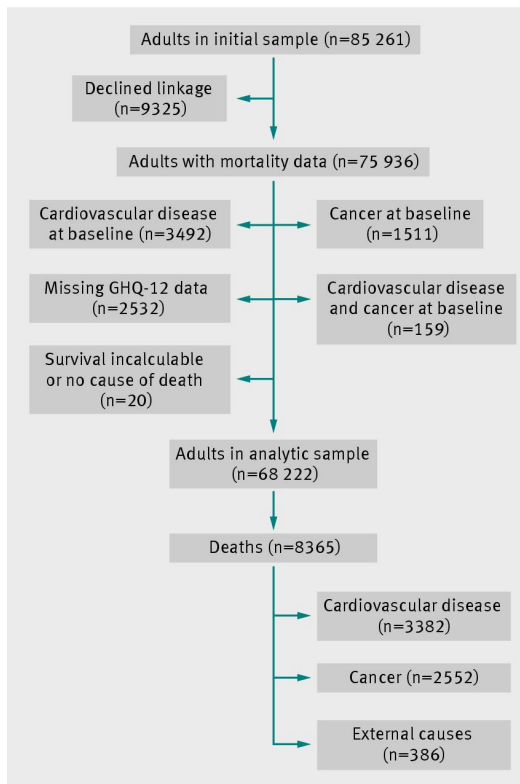 Adults in initial sample (n=85 261)
Declined linkage
(n=9325)
Adults with mortality data (n=75 936)
Cardiovascular disease
at baseline (n=3492)
Cancer at baseline
(n=1511)
Missing GHQ-12 data
(n=2532)
Cardiovascular disease
and cancer at baseline
(n=159)
Survival incalculable
or no cause of death
(n=20)
Adults in analytic sample
(n=68 222)
Deaths (n=8365)
Cardiovascular disease
(n=3382)
Cancer (n=2552)
External causes
(n=386)